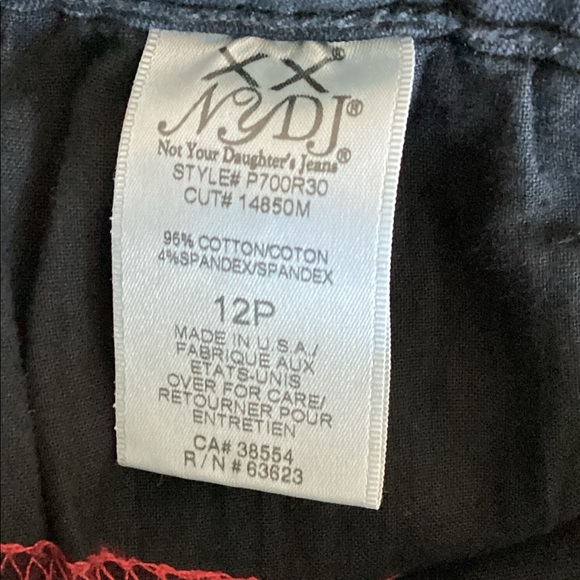 XX®
NYDJ®
Not Your Daughter's Jeans®
STYLE# P700R30
CUT# 14850M
96% COTTON/COTON
4%SPANDEX/SPANDEX
12P
MADE IN U.S.A./
FABRIQUE AUX
ETATS-UNIS
OVER FOR CARE/
RETOURNER POUR
ENTRETIEN
CA# 38554
R/N# 63623